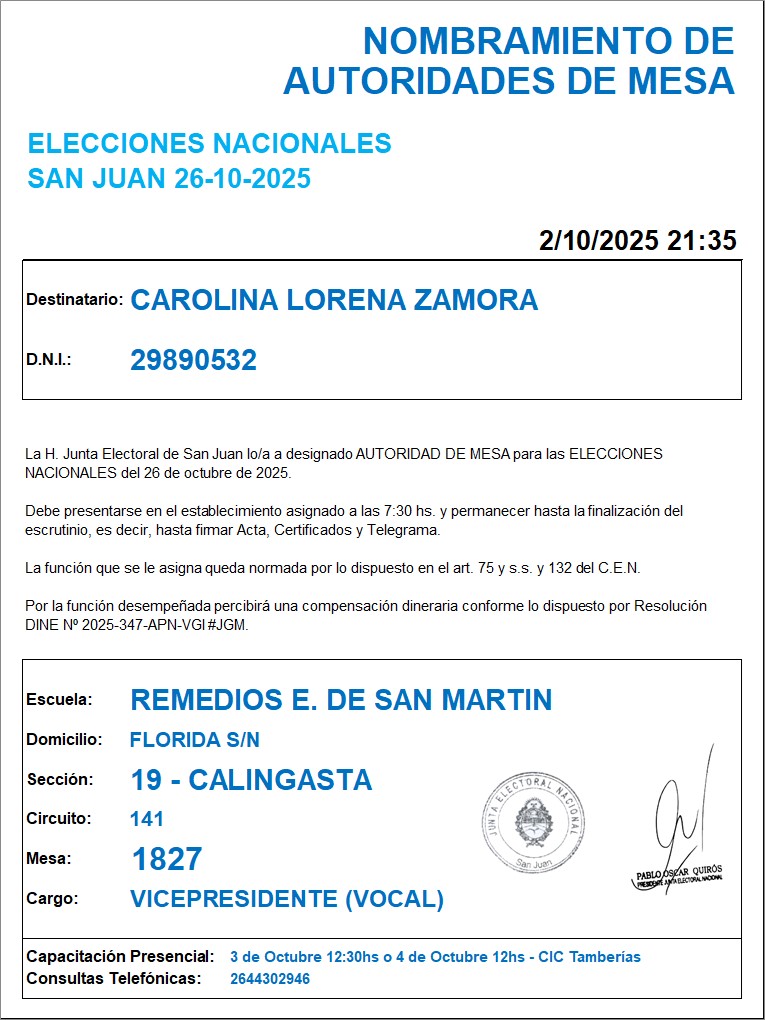 NOMBRAMIENTO DE
AUTORIDADES DE MESA
ELECCIONES NACIONALES
SAN JUAN 26-10-2025
2/10/2025 21:35
Destinatario: CAROLINA LORENA ZAMORA
D.N.I.: 29890532
La H. Junta Electoral de San Juan lo/a a designado AUTORIDAD DE MESA para las ELECCIONES
NACIONALES del 26 de octubre de 2025.
Debe presentarse en el establecimiento asignado a las 7:30 hs. y permanecer hasta la finalización del
escrutinio, es decir, hasta firmar Acta, Certificados y Telegrama.
La función que se le asigna queda normada por lo dispuesto en el art. 75 y s.s. y 132 del C.E.N.
Por la función desempeñada percibirá una compensación dineraria conforme lo dispuesto por Resolución
DINE Nº 2025-347-APN-VGI#JGM.
Escuela: REMEDIOS E. DE SAN MARTIN
Domicilio: FLORIDA S/N
Sección: 19 - CALINGASTA
Circuito: 141
Mesa: 1827
Cargo: VICEPRESIDENTE (VOCAL)
JUNTA ELECTORAL NACIONAL
San Juan
PABLO OSCAR QUIRÓS
PRESIDENTE JUNTA ELECTORAL NACIONAL
Capacitación Presencial: 3 de Octubre 12:30hs o 4 de Octubre 12hs - CIC Tamberías
Consultas Telefónicas: 2644302946